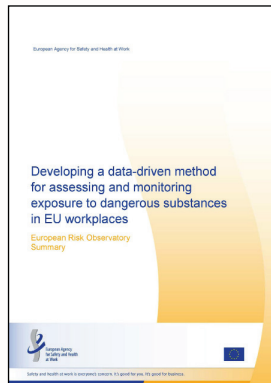 European Agency for Safety and Health at Work
Developing a data-driven method
for assessing and monitoring
exposure to dangerous substances
in EU workplaces
European Risk Observatory
Summary
European Agency
for Safety and Health
at Work
Safety and health at work is everyone's concern. It's good for you. It's good for business.